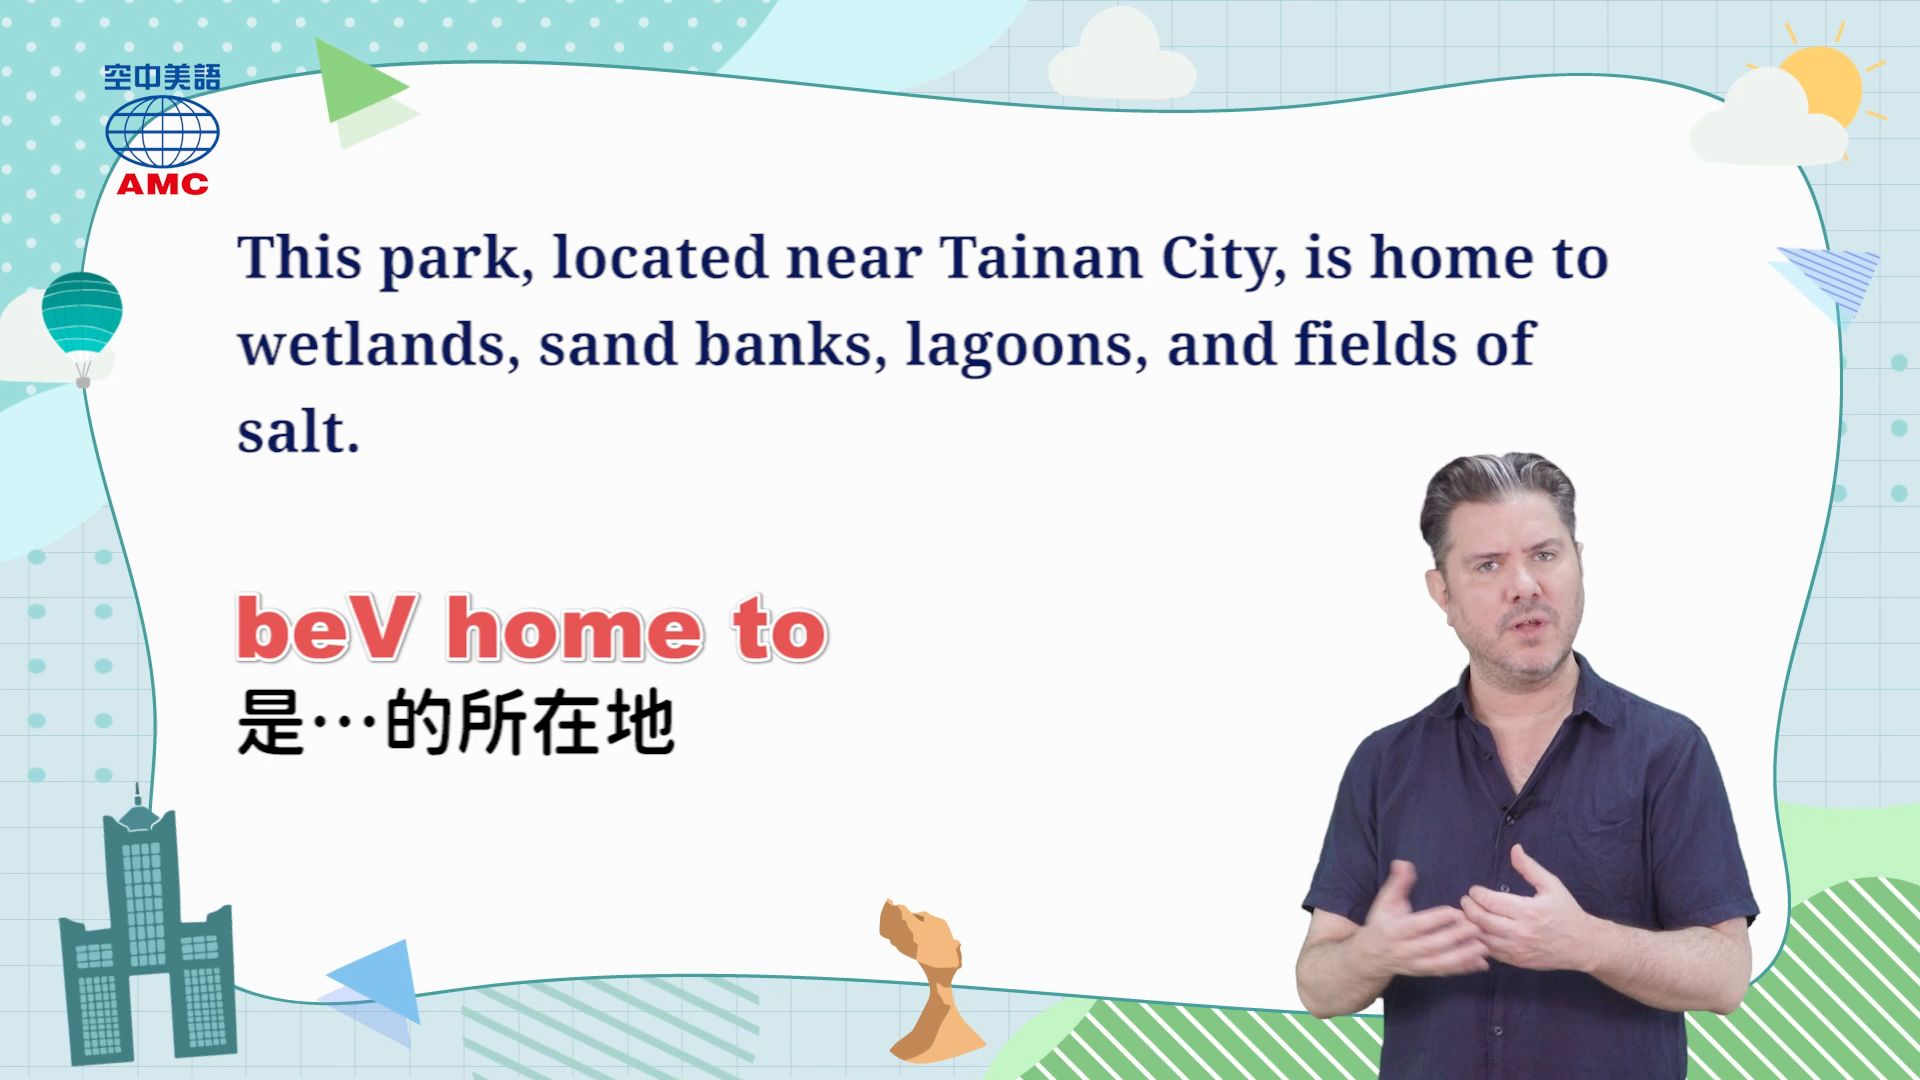 空中美語
AMC
This park, located near Tainan City, is home to
wetlands, sand banks, lagoons, and fields of
salt.
beV home to
是…的所在地